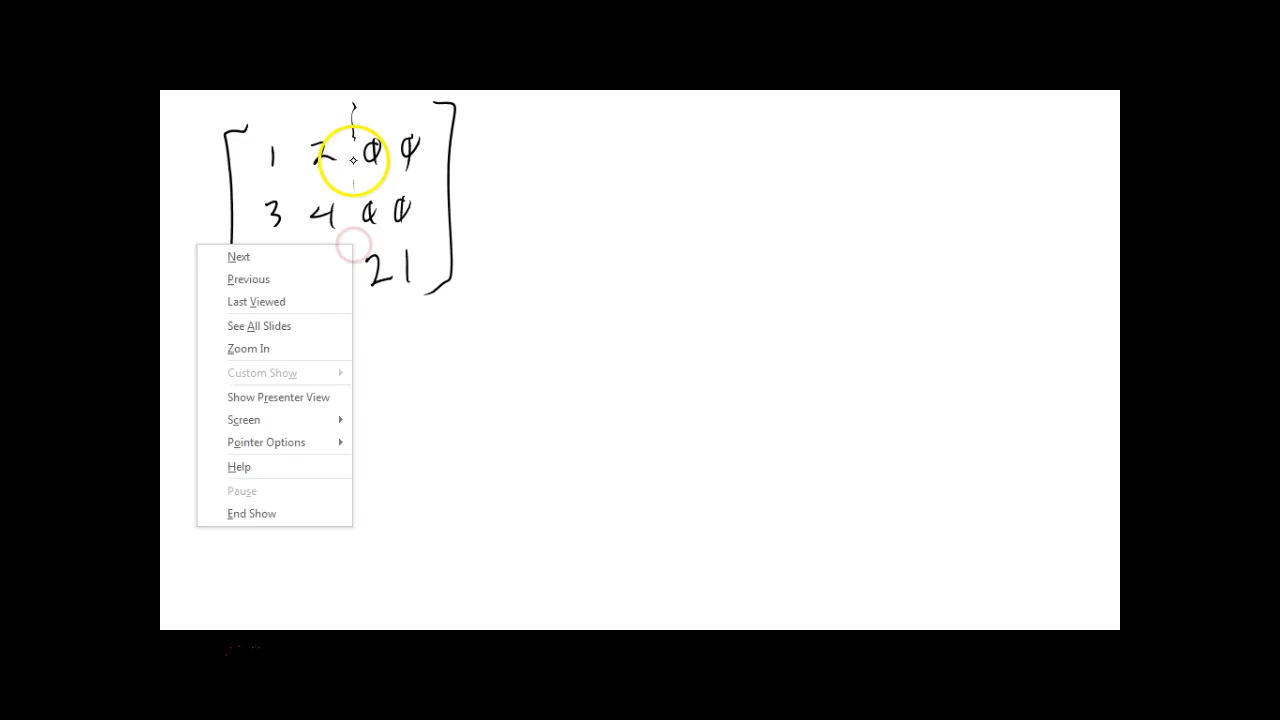 1 2 0 0
3 4 0 0
2 1
Next
Previous
Last Viewed
See All Slides
Zoom In
Custom Show
Show Presenter View
Screen
Pointer Options
Help
Pause
End Show